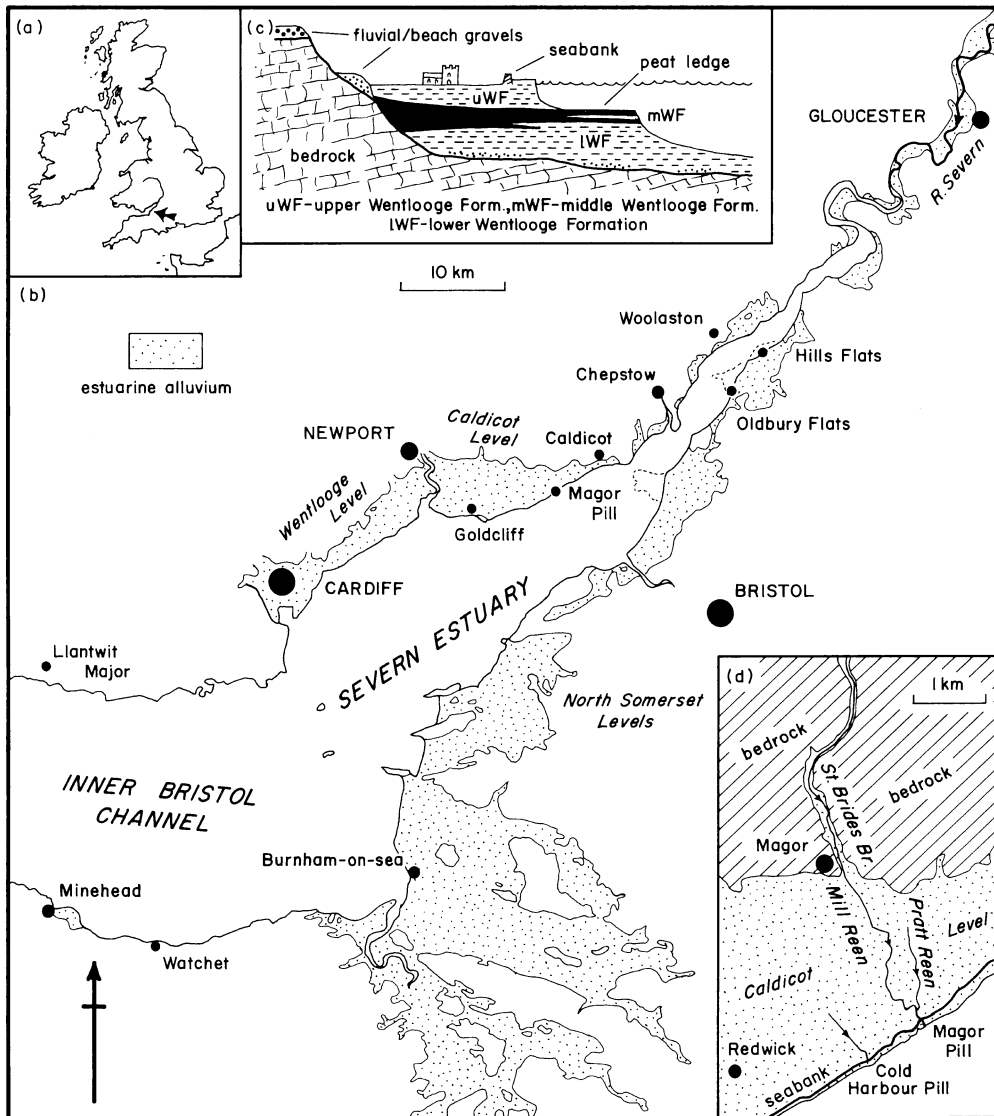 (a)
(c)
fluvial/beach gravels
seabank
peat ledge
uWF
mWF
lWF
bedrock
uWF-upper Wentlooge Form.,mWF-middle Wentlooge Form.
lWF-lower Wentlooge Formation
GLOUCESTER
R. Severn
(b)
10 km
estuarine alluvium
Woolaston
Hills Flats
Chepstow
Oldbury Flats
NEWPORT
Caldicot
Level
Caldicot
Wentlooge
Level
Magor
Pill
Goldcliff
CARDIFF
BRISTOL
SEVERN ESTUARY
Llantwit
Major
North Somerset
Levels
INNER BRISTOL
CHANNEL
Burnham-on-sea
Minehead
Watchet
(d)
1 km
bedrock
bedrock
St. Brides Br.
Magor
Mill Reen
Pratt Reen
Level
Caldicot
Magor
Pill
Redwick
seabank
Cold
Harbour Pill